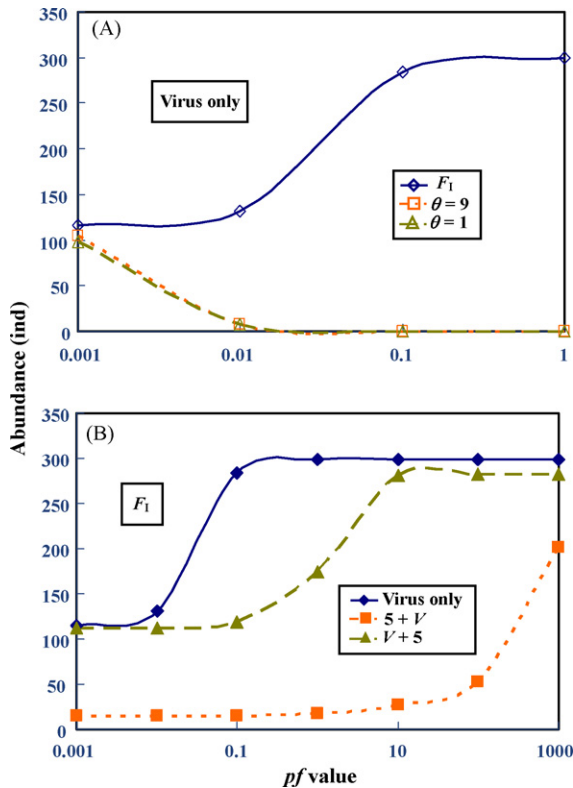 (A)
350
300
250
200
150
100
50
0
Virus only
F_I
θ = 9
θ = 1
0.001
0.01
0.1
1
Abundance (ind)
(B)
350
300
250
200
150
100
50
0
F_I
Virus only
5 + V
V + 5
0.001
0.1
10
1000
pf value